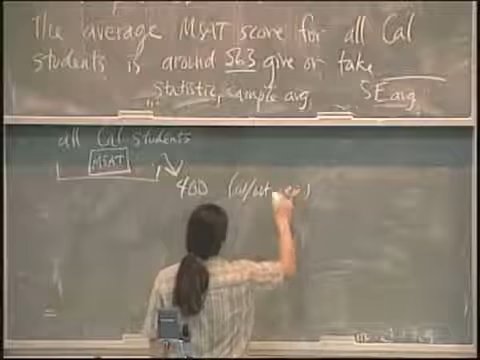 The average MSAT score for all Cal
students is around 563 give or take
statistic, sample avg. SE avg.
all Cal students
MSAT
400 (w/out rep)